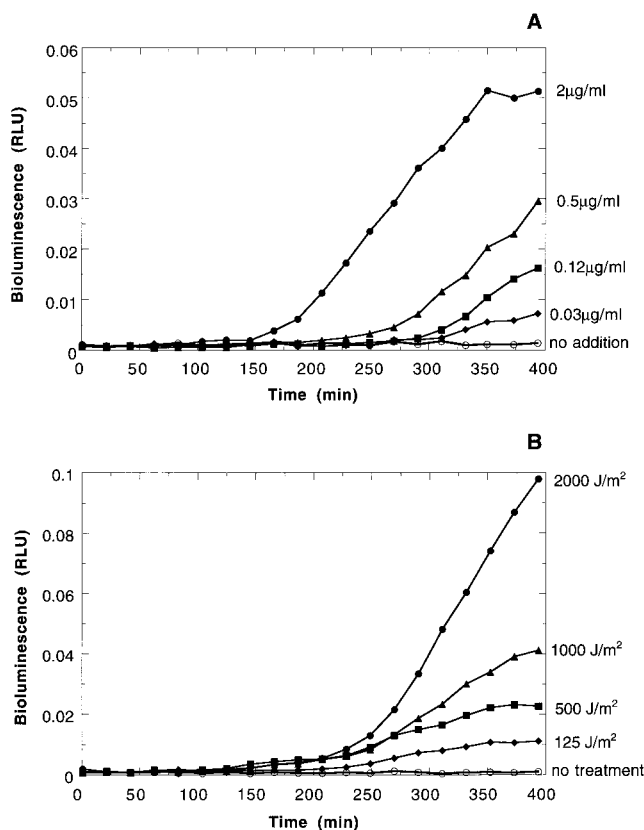 A
0.06
0.05
0.04
0.03
0.02
0.01
0
Bioluminescence (RLU)
2µg/ml
0.5µg/ml
0.12µg/ml
0.03µg/ml
no addition
0 50 100 150 200 250 300 350 400
Time (min)
B
0.1
0.08
0.06
0.04
0.02
0
Bioluminescence (RLU)
2000 J/m²
1000 J/m²
500 J/m²
125 J/m²
no treatment
0 50 100 150 200 250 300 350 400
Time (min)